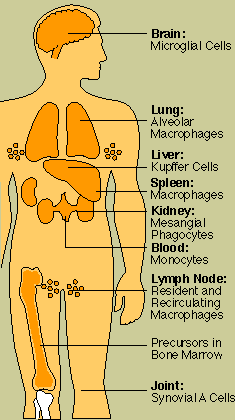 Brain:
Microglial Cells
Lung:
Alveolar
Macrophages
Liver:
Kupffer Cells
Spleen:
Macrophages
Kidney:
Mesangial
Phagocytes
Blood:
Monocytes
Lymph Node:
Resident and
Recirculating
Macrophages
Precursors in
Bone Marrow
Joint:
Synovial A Cells